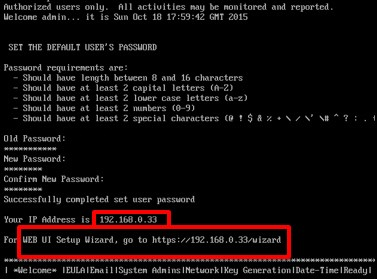 Authorized users only.  All activities may be monitored and reported.
Welcome admin... it is Sun Oct 18 17:59:42 GMT 2015
SET THE DEFAULT USER'S PASSWORD
Password requirements are:
- Should have length between 8 and 16 characters
- Should have at least 2 capital letters (A-Z)
- Should have at least 2 lower case letters (a-z)
- Should have at least 2 numbers (0-9)
- Should have at least 2 special characters (@ ! $ & % + \ / \' \# ^ ? : . (
Old Password:
***********
New Password:
********
Confirm New Password:
********
Successfully completed set user password
Your IP Address is 192.168.0.33
For WEB UI Setup Wizard, go to https://192.168.0.33/wizard
| *Welcome* |EULA|Email|System Admins|Network|Key Generation|Date-Time|Ready|